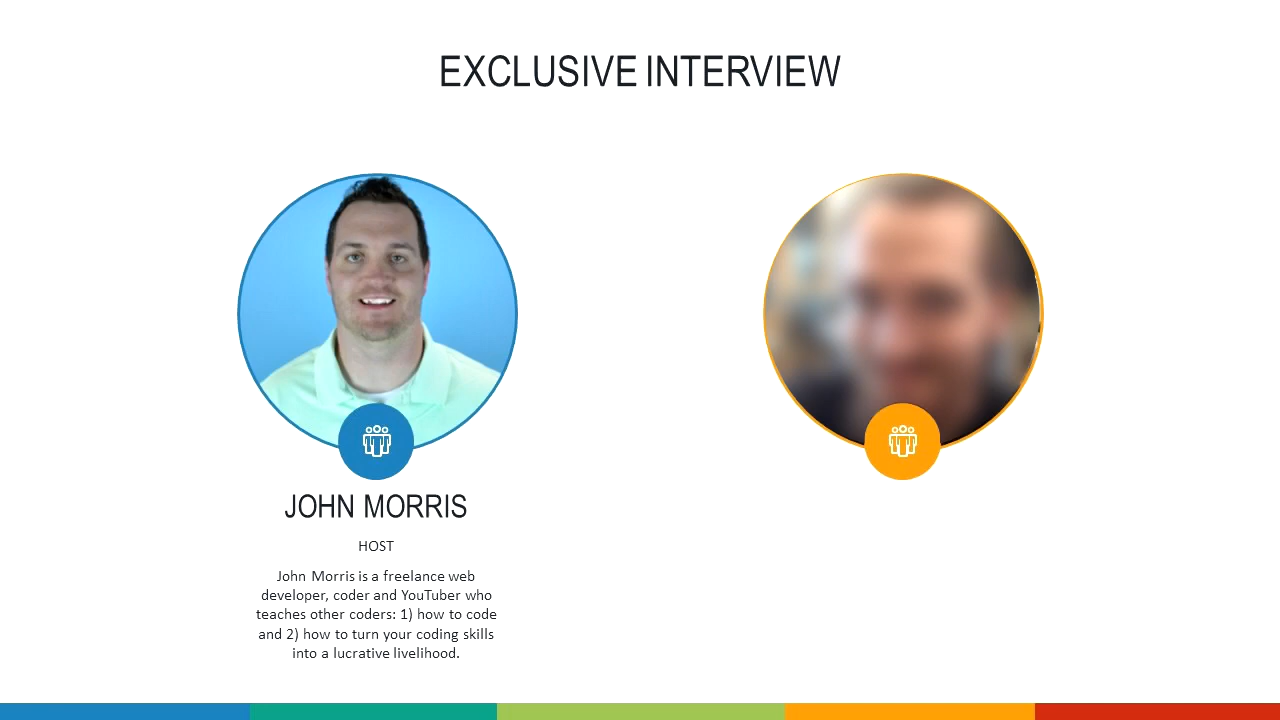 EXCLUSIVE INTERVIEW
JOHN MORRIS
HOST
John Morris is a freelance web
developer, coder and YouTuber who
teaches other coders: 1) how to code
and 2) how to turn your coding skills
into a lucrative livelihood.